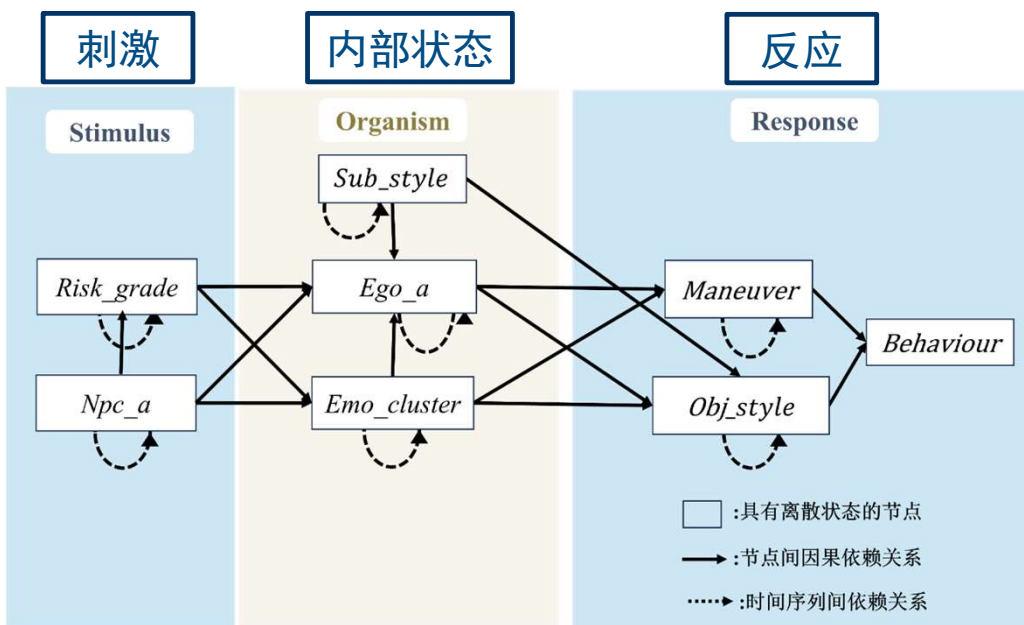 刺激
内部状态
反应
Stimulus
Organism
Response
Sub_style
Risk_grade
Ego_a
Maneuver
Behaviour
Npc_a
Emo_cluster
Obj_style
:具有离散状态的节点
:节点间因果依赖关系
:时间序列间依赖关系